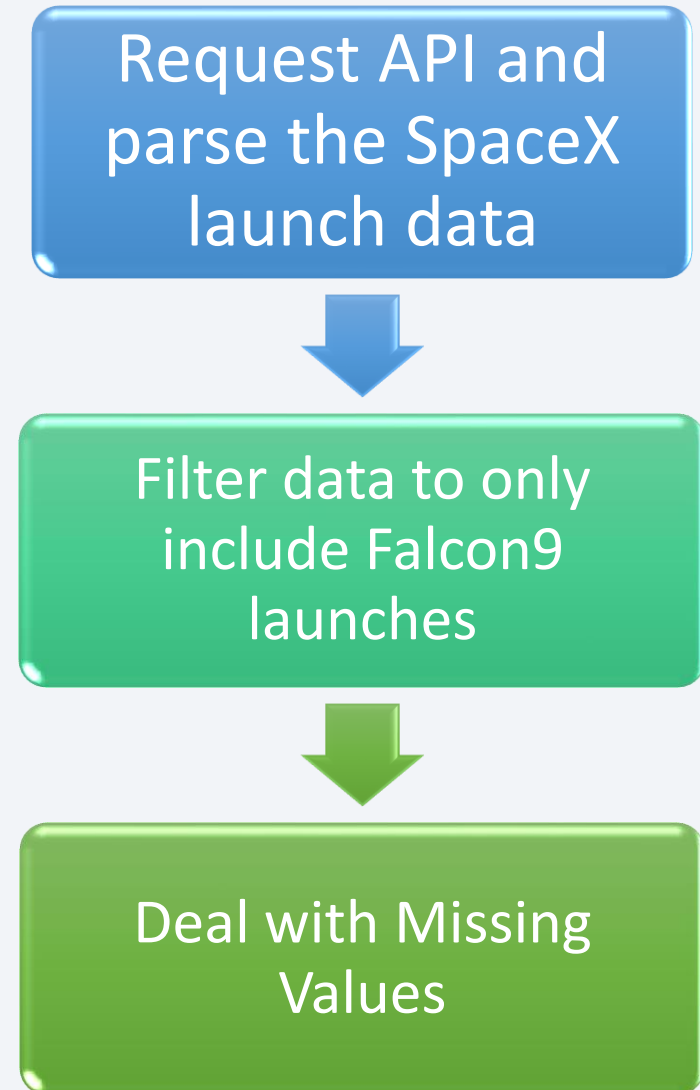 Request API and
parse the SpaceX
launch data
Filter data to only
include Falcon9
launches
Deal with Missing
Values